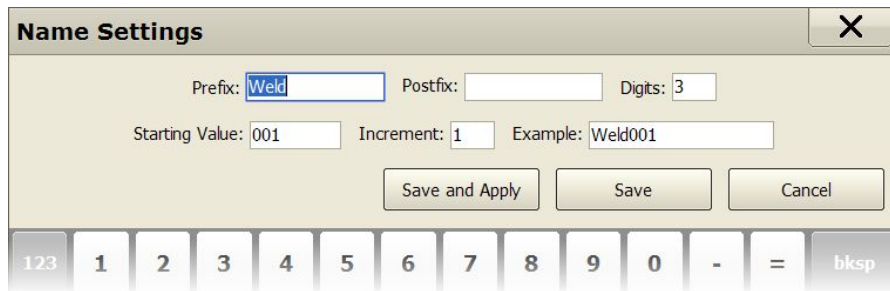 Name Settings X
Prefix: Weld Postfix: Digits: 3
Starting Value: 001 Increment: 1 Example: Weld001
Save and Apply Save Cancel
123 1 2 3 4 5 6 7 8 9 0 - = bksp